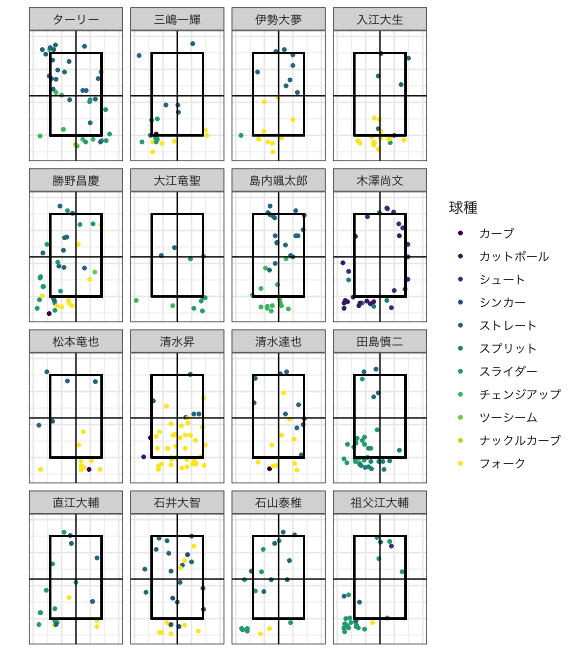 ターリー
三嶋一輝
伊勢大夢
入江大生
勝野昌慶
大江竜聖
島内颯太郎
木澤尚文
松本竜也
清水昇
清水達也
田島慎二
直江大輔
石井大智
石山泰稚
祖父江大輔
球種
カーブ
カットボール
シュート
シンカー
ストレート
スプリット
スライダー
チェンジアップ
ツーシーム
ナックルカーブ
フォーク